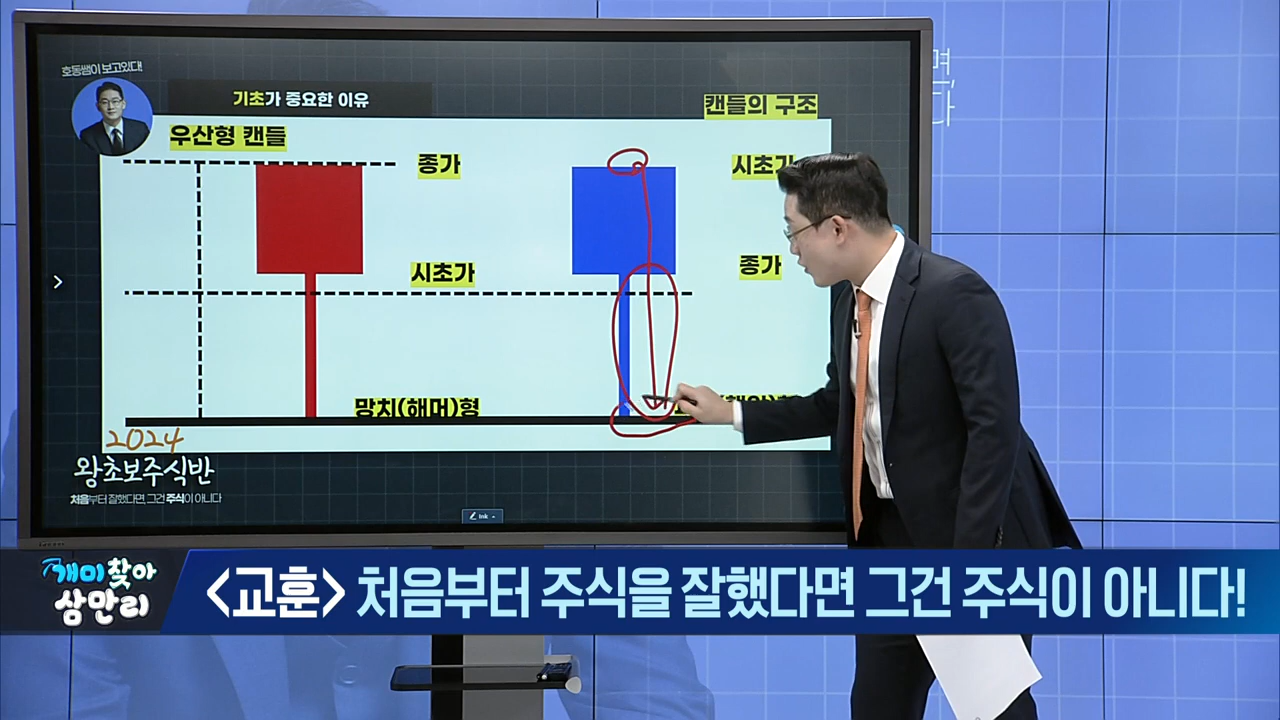 호동쌤이 보고있다!
기초가 중요한 이유
캔들의 구조
우산형 캔들
종가
시초가
시초가
종가
망치(해머)형
2024
왕초보주식반
처음부터 잘했다면, 그건 주식이 아니다
Ink
개미찾아
삼만리
<교훈> 처음부터 주식을 잘했다면 그건 주식이 아니다!